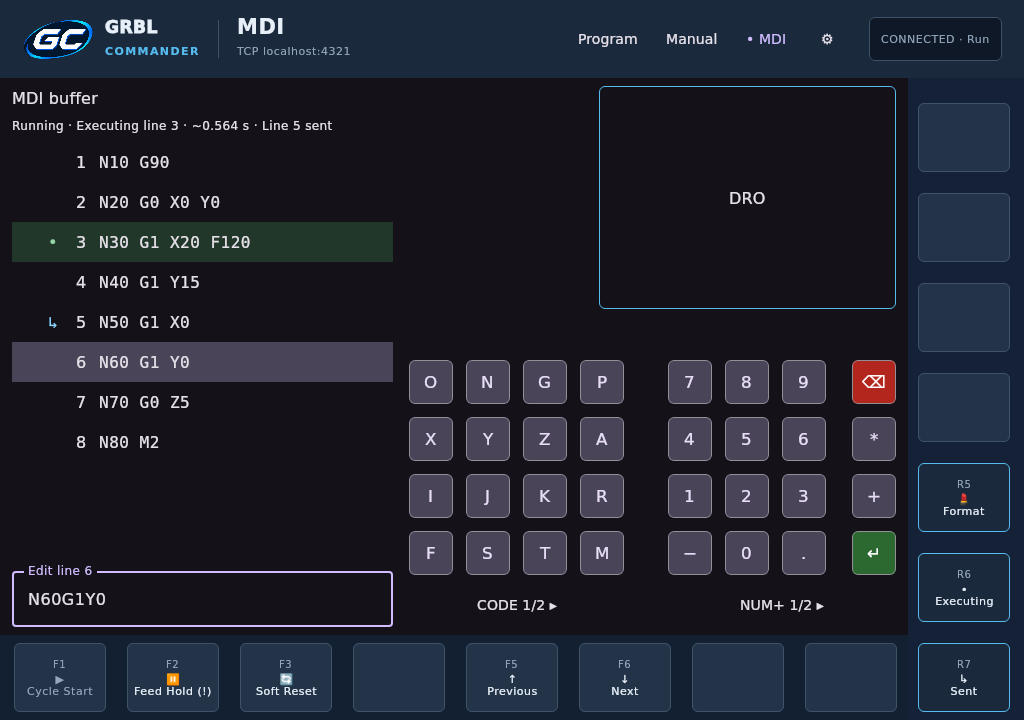 GC
GRBL
COMMANDER
MDI
TCP localhost:4321
Program
Manual
• MDI
⚙
CONNECTED · Run
MDI buffer
Running · Executing line 3 · ~0.564 s · Line 5 sent
1 N10 G90
2 N20 G0 X0 Y0
• 3 N30 G1 X20 F120
4 N40 G1 Y15
↳ 5 N50 G1 X0
6 N60 G1 Y0
7 N70 G0 Z5
8 N80 M2
Edit line 6
N60G1Y0
DRO
O N G P 7 8 9 ⌫
X Y Z A 4 5 6 *
I J K R 1 2 3 +
F S T M − 0 . ↵
CODE 1/2 ▸
NUM+ 1/2 ▸
R5
Format
R6
•
Executing
R7
↳
Sent
F1
▶
Cycle Start
F2
⏸
Feed Hold (!)
F3
🔄
Soft Reset
F5
↑
Previous
F6
↓
Next